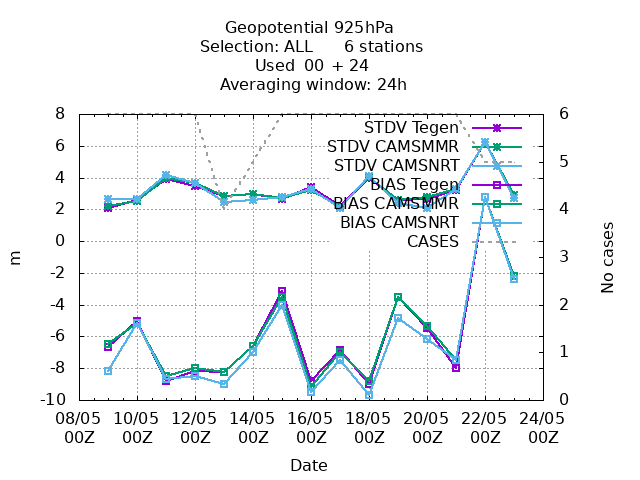 Geopotential 925hPa
Selection: ALL      6 stations
Used  00 + 24
Averaging window: 24h
8
6
4
2
0
-2
-4
-6
-8
-10
m
6
5
4
3
2
1
0
No cases
STDV Tegen
STDV CAMSMMR
STDV CAMSNRT
BIAS Tegen
BIAS CAMSMMR
BIAS CAMSNRT
CASES
08/05 10/05 12/05 14/05 16/05 18/05 20/05 22/05 24/05
00Z 00Z 00Z 00Z 00Z 00Z 00Z 00Z 00Z
Date